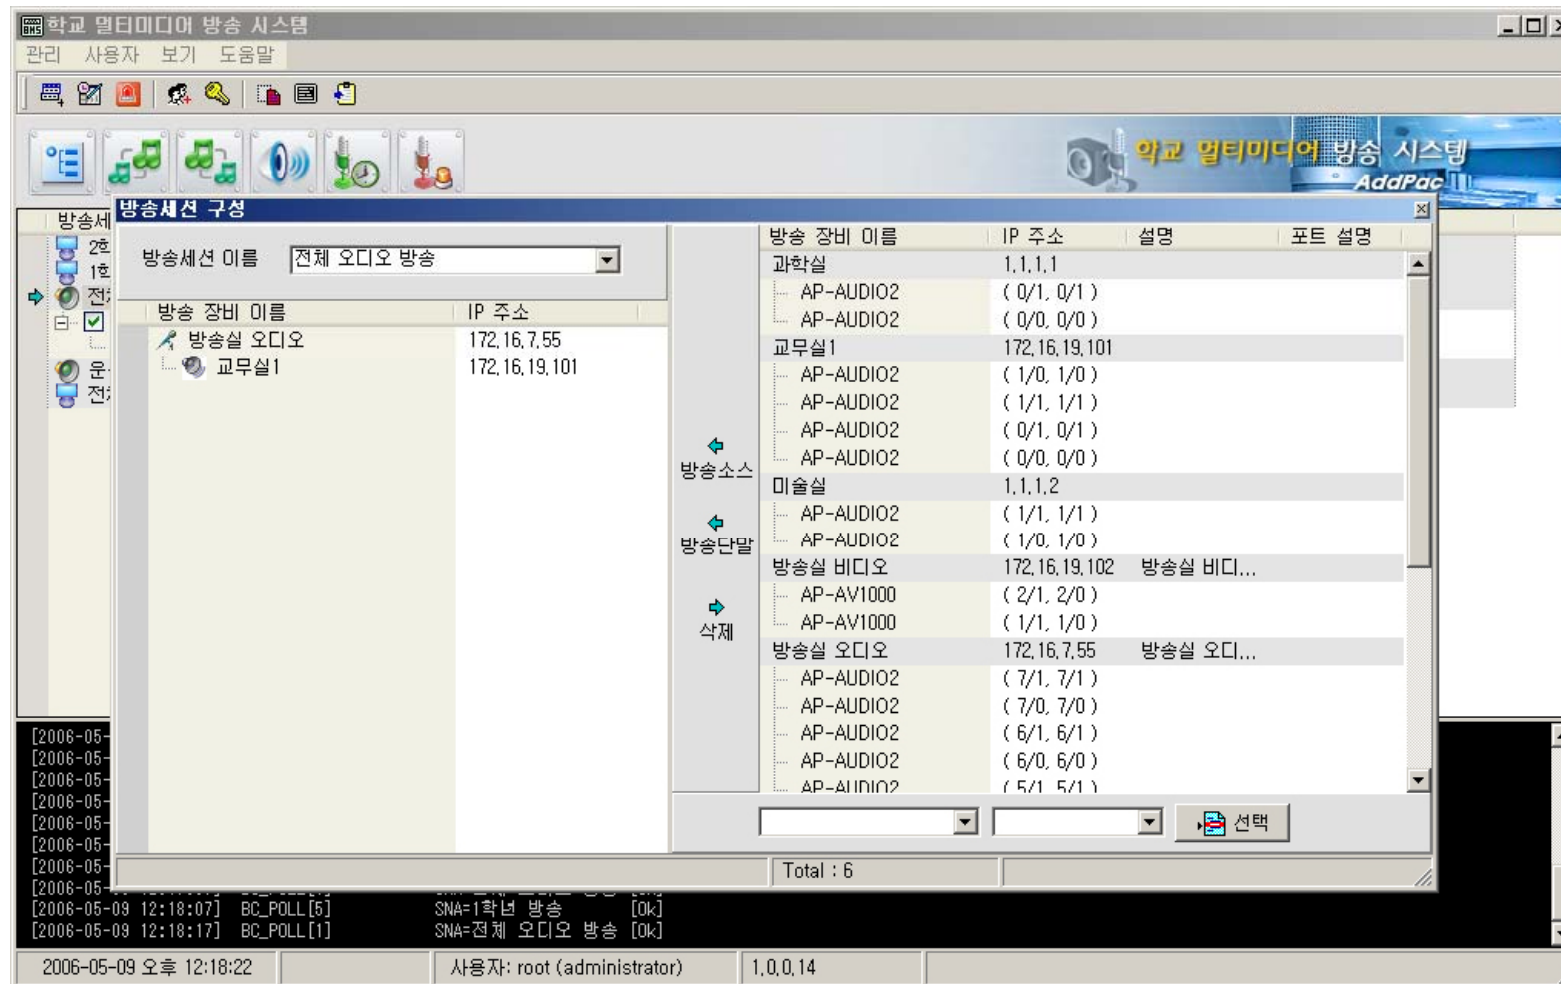 학교 멀티미디어 방송 시스템
관리 사용자 보기 도움말
학교 멀티미디어 방송 시스템
AddPac
방송세
방송세션 구성
방송세션 이름 전체 오디오 방송
방송 장비 이름 IP 주소
방송실 오디오 172,16,7,55
교무실1 172,16,19,101
방송소스
방송단말
삭제
방송 장비 이름 IP 주소 설명 포트 설명
과학실 1,1,1,1
AP-AUDIO2 ( 0/1, 0/1 )
AP-AUDIO2 ( 0/0, 0/0 )
교무실1 172,16,19,101
AP-AUDIO2 ( 1/0, 1/0 )
AP-AUDIO2 ( 1/1, 1/1 )
AP-AUDIO2 ( 0/1, 0/1 )
AP-AUDIO2 ( 0/0, 0/0 )
미술실 1,1,1,2
AP-AUDIO2 ( 1/1, 1/1 )
AP-AUDIO2 ( 1/0, 1/0 )
방송실 비디오 172,16,19,102 방송실 비디...
AP-AV1000 ( 2/1, 2/0 )
AP-AV1000 ( 1/1, 1/0 )
방송실 오디오 172,16,7,55 방송실 오디...
AP-AUDIO2 ( 7/1, 7/1 )
AP-AUDIO2 ( 7/0, 7/0 )
AP-AUDIO2 ( 6/1, 6/1 )
AP-AUDIO2 ( 6/0, 6/0 )
AP-AUDIO2 ( 5/1, 5/1 )
선택
Total : 6
[2006-05-
[2006-05-
[2006-05-
[2006-05-
[2006-05-
[2006-05-
[2006-05-
[2006-05-
[2006-05-09 12:18:07] BC_POLL[5] SNA=1학년 방송 [Ok]
[2006-05-09 12:18:17] BC_POLL[1] SNA=전체 오디오 방송 [Ok]
2006-05-09 오후 12:18:22 사용자: root (administrator) 1,0,0,14